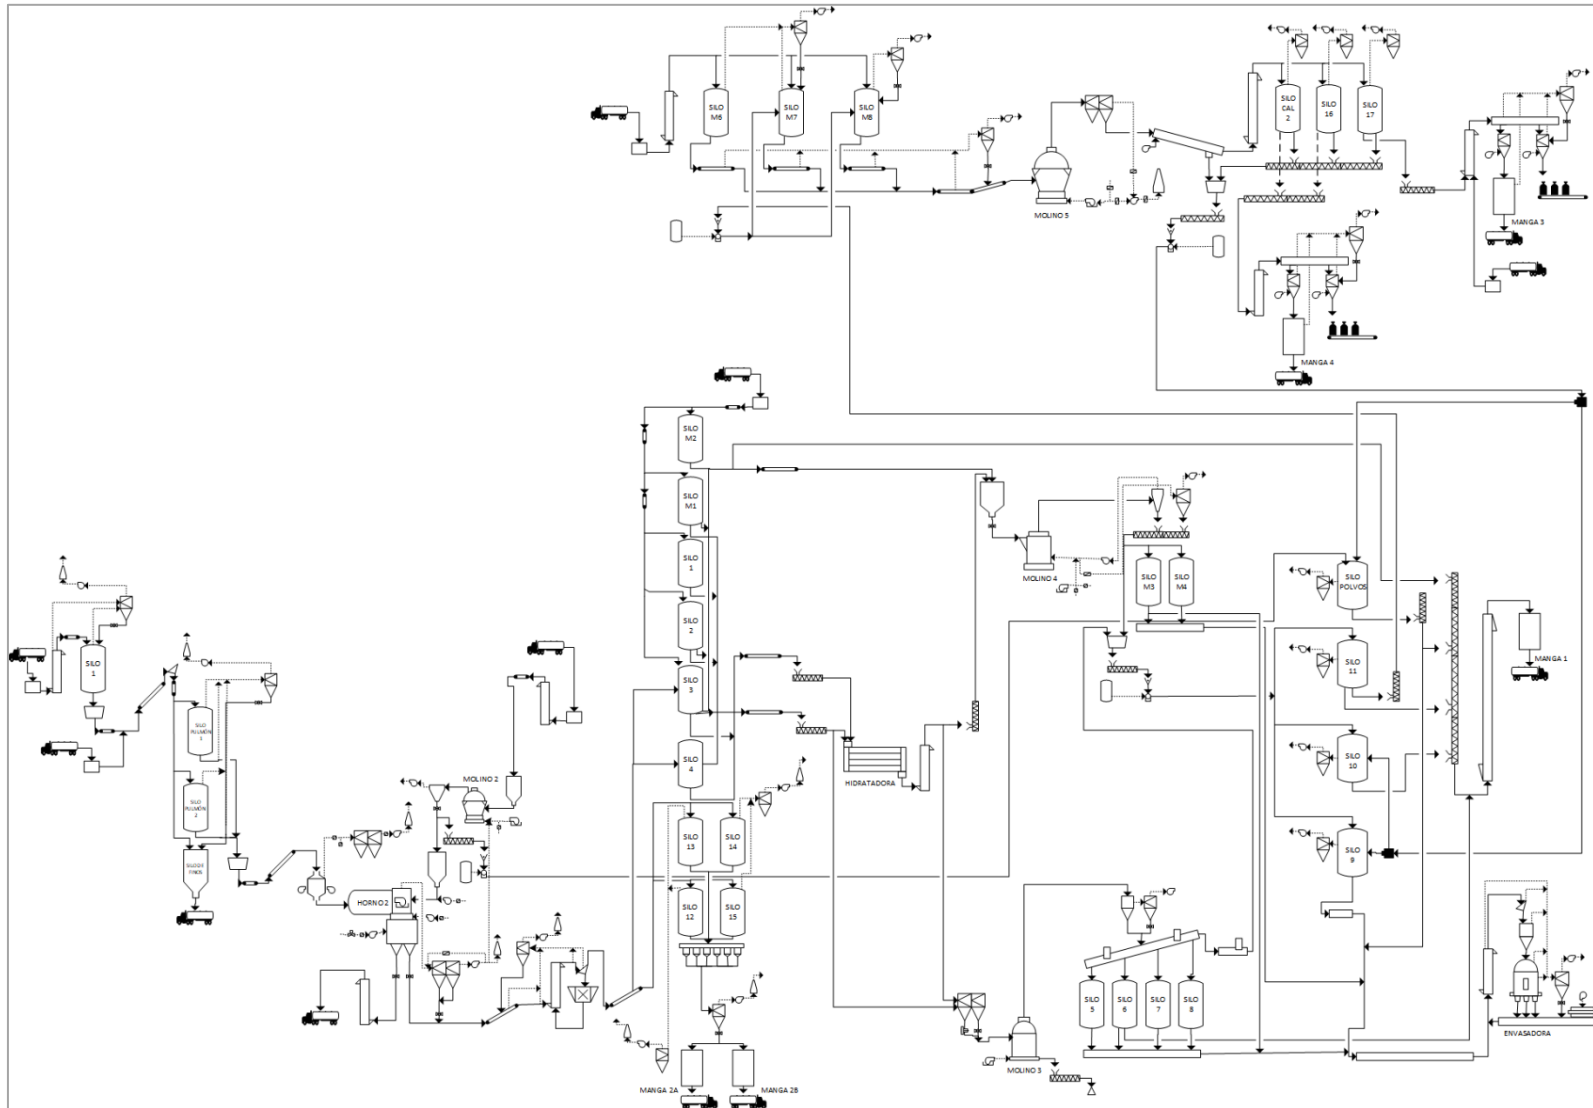 SILO
M6
SILO
M7
SILO
M8
SILO
CAL
2
SILO
16
SILO
17
MOLINO 5
MANGA 3
MANGA 4
SILO
M2
SILO
M1
SILO
1
SILO
2
SILO
3
SILO
4
SILO
13
SILO
14
SILO
12
SILO
15
MANGA 2A
MANGA 2B
SILO
1
SILO
PULMÓN
1
SILO
PULMÓN
2
SILO DE
FINOS
MOLINO 2
HORNO 2
HIDRATADORA
MOLINO 4
SILO
M3
SILO
M4
SILO
POLVOS
SILO
11
SILO
10
SILO
9
MANGA 1
MOLINO 3
SILO
5
SILO
6
SILO
7
SILO
8
ENVASADORA